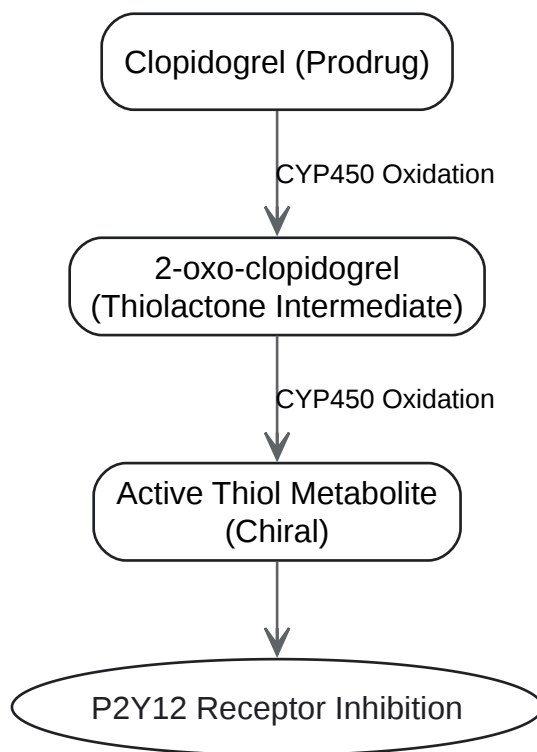 Clopidogrel (Prodrug)
CYP450 Oxidation
2-oxo-clopidogrel
(Thiolactone Intermediate)
CYP450 Oxidation
Active Thiol Metabolite
(Chiral)
P2Y12 Receptor Inhibition